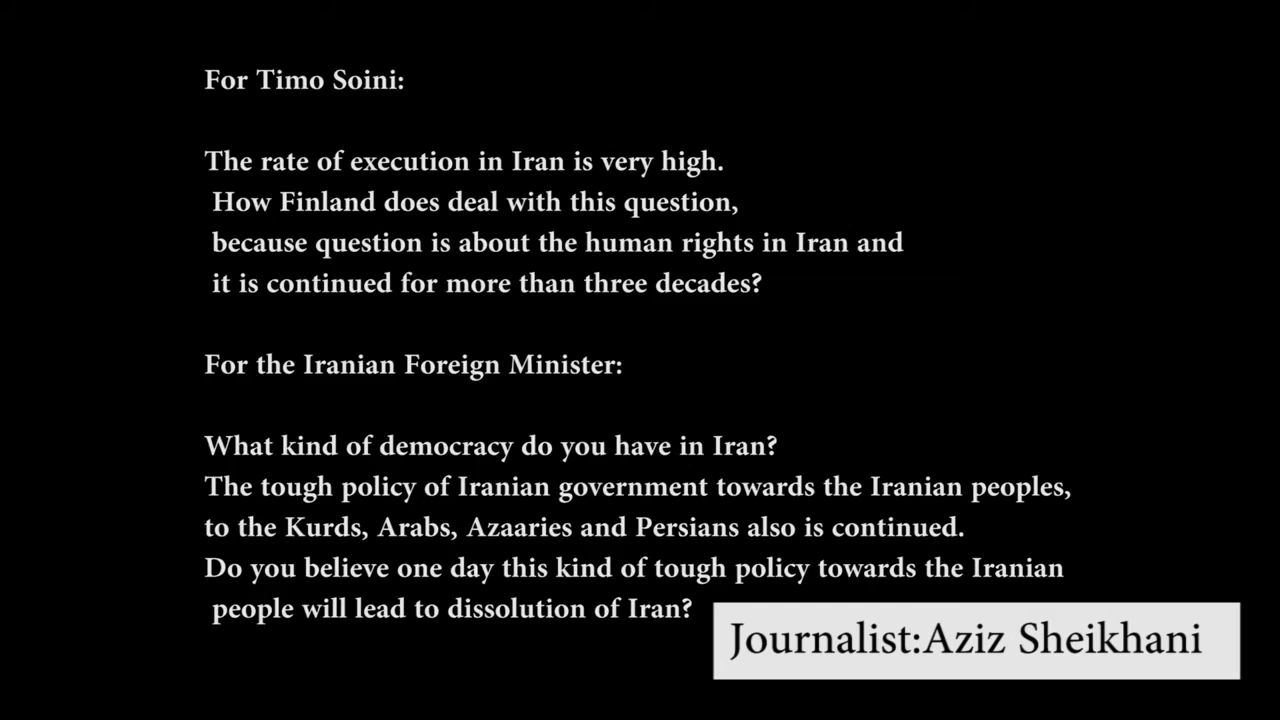 For Timo Soini:
The rate of execution in Iran is very high.
How Finland does deal with this question,
because question is about the human rights in Iran and
it is continued for more than three decades?
For the Iranian Foreign Minister:
What kind of democracy do you have in Iran?
The tough policy of Iranian government towards the Iranian peoples,
to the Kurds, Arabs, Azaaries and Persians also is continued.
Do you believe one day this kind of tough policy towards the Iranian
people will lead to dissolution of Iran?
Journalist:Aziz Sheikhani